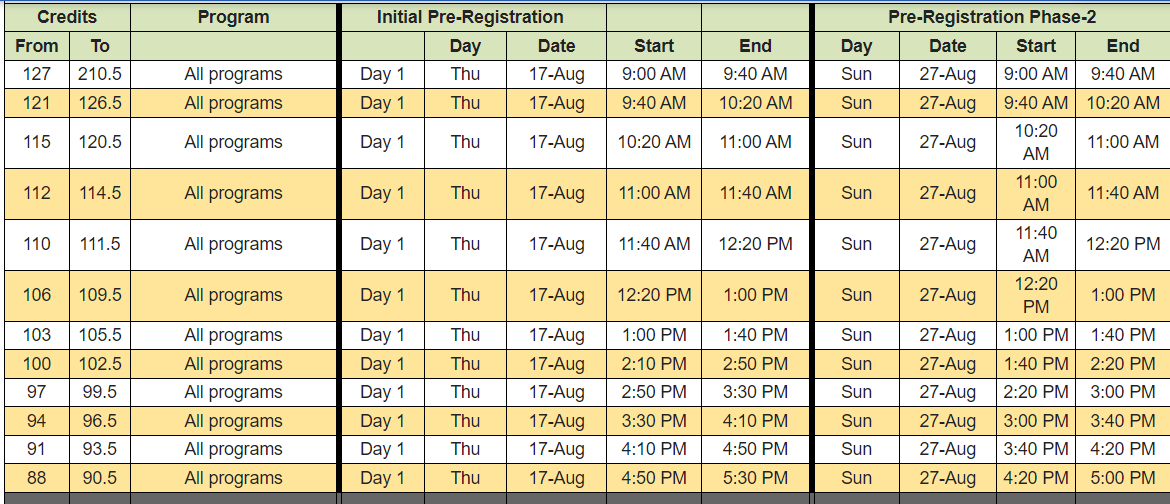 Credits Program Initial Pre-Registration Pre-Registration Phase-2
From To Day Date Start End Day Date Start End
127 210.5 All programs Day 1 Thu 17-Aug 9:00 AM 9:40 AM Sun 27-Aug 9:00 AM 9:40 AM
121 126.5 All programs Day 1 Thu 17-Aug 9:40 AM 10:20 AM Sun 27-Aug 9:40 AM 10:20 AM
115 120.5 All programs Day 1 Thu 17-Aug 10:20 AM 11:00 AM Sun 27-Aug 10:20 AM 11:00 AM
112 114.5 All programs Day 1 Thu 17-Aug 11:00 AM 11:40 AM Sun 27-Aug 11:00 AM 11:40 AM
110 111.5 All programs Day 1 Thu 17-Aug 11:40 AM 12:20 PM Sun 27-Aug 11:40 AM 12:20 PM
106 109.5 All programs Day 1 Thu 17-Aug 12:20 PM 1:00 PM Sun 27-Aug 12:20 PM 1:00 PM
103 105.5 All programs Day 1 Thu 17-Aug 1:00 PM 1:40 PM Sun 27-Aug 1:00 PM 1:40 PM
100 102.5 All programs Day 1 Thu 17-Aug 2:10 PM 2:50 PM Sun 27-Aug 1:40 PM 2:20 PM
97 99.5 All programs Day 1 Thu 17-Aug 2:50 PM 3:30 PM Sun 27-Aug 2:20 PM 3:00 PM
94 96.5 All programs Day 1 Thu 17-Aug 3:30 PM 4:10 PM Sun 27-Aug 3:00 PM 3:40 PM
91 93.5 All programs Day 1 Thu 17-Aug 4:10 PM 4:50 PM Sun 27-Aug 3:40 PM 4:20 PM
88 90.5 All programs Day 1 Thu 17-Aug 4:50 PM 5:30 PM Sun 27-Aug 4:20 PM 5:00 PM